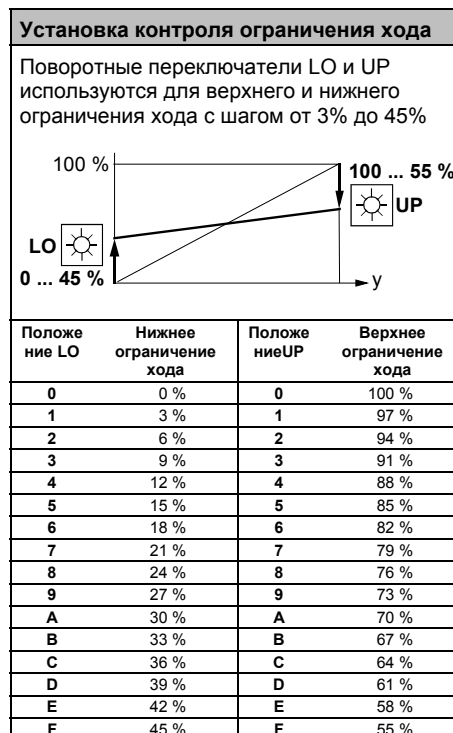 Установка контроля ограничения хода
Поворотные переключатели LO и UP
используются для верхнего и нижнего
ограничения хода с шагом от 3% до 45%
100 %
100 ... 55 %
UP
LO
0 ... 45 %
y
Положе ние LO Нижнее ограничение хода Положе ниеUP Верхнее ограничение хода
0 0 % 0 100 %
1 3 % 1 97 %
2 6 % 2 94 %
3 9 % 3 91 %
4 12 % 4 88 %
5 15 % 5 85 %
6 18 % 6 82 %
7 21 % 7 79 %
8 24 % 8 76 %
9 27 % 9 73 %
A 30 % A 70 %
B 33 % B 67 %
C 36 % C 64 %
D 39 % D 61 %
E 42 % E 58 %
F 45 % F 55 %